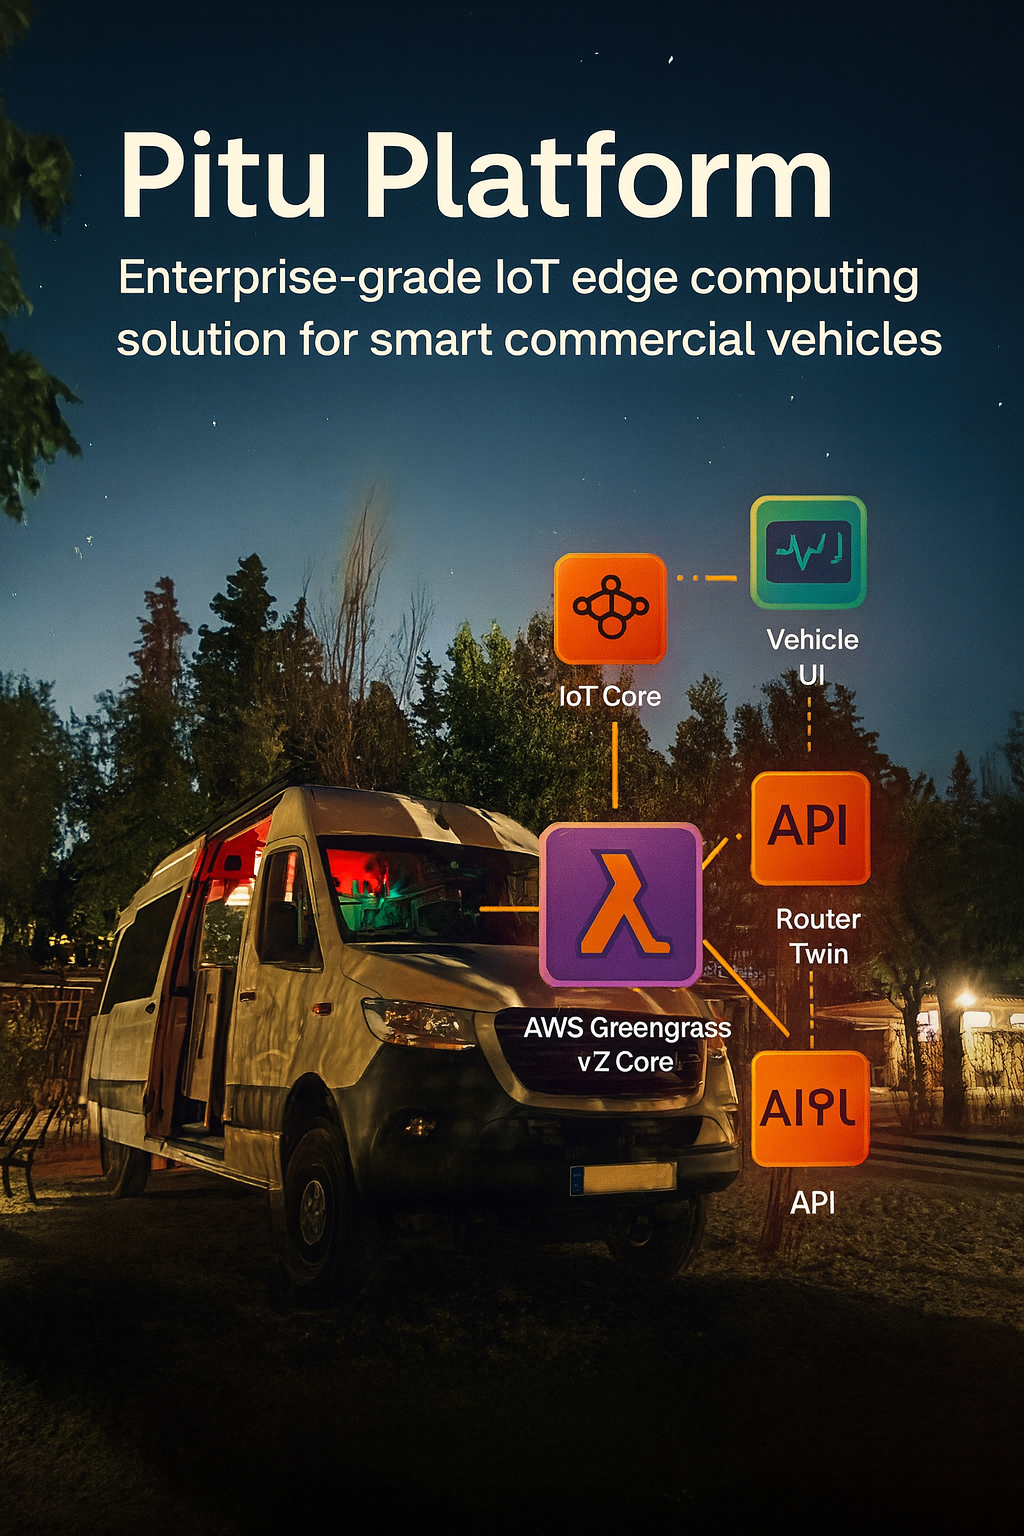 Pitu Platform
Enterprise-grade IoT edge computing
solution for smart commercial vehicles
IoT Core
Vehicle
UI
API
Router
Twin
AWS Greengrass
vZ Core
API